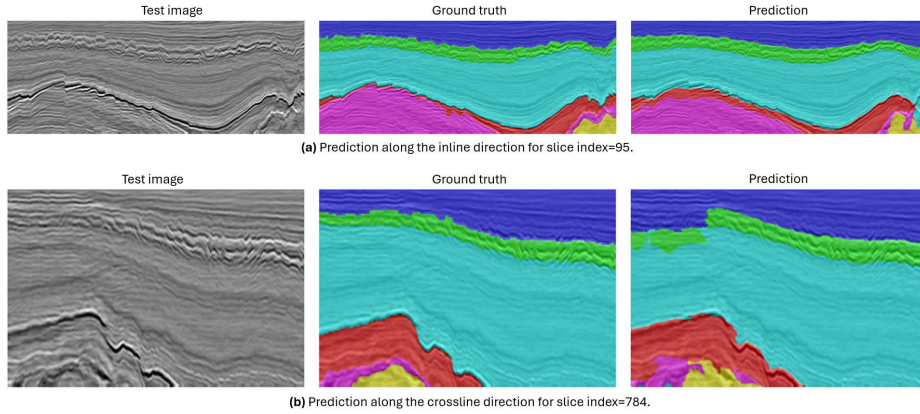 Test image Ground truth Prediction
(a) Prediction along the inline direction for slice index=95.
Test image Ground truth Prediction
(b) Prediction along the crossline direction for slice index=784.